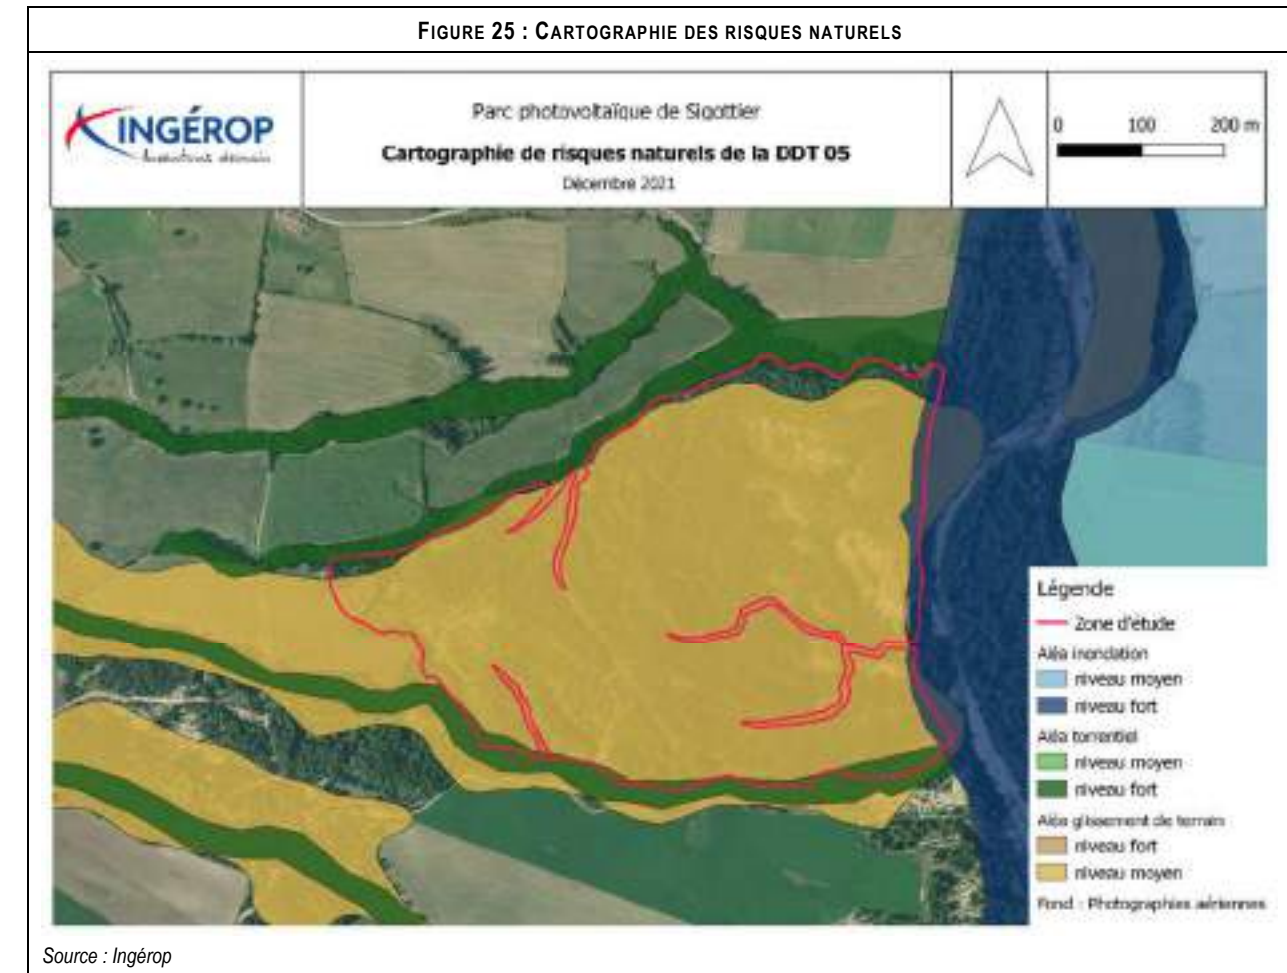 FIGURE 25 : CARTOGRAPHIE DES RISQUES NATURELS
INGÉROP
Parc photovoltaïque de Sigottier
Cartographie de risques naturels de la DDT 05
Décembre 2021
0 100 200 m
Légende
Zone d'étude
Aléa inondation
niveau moyen
niveau fort
Aléa torrentiel
niveau moyen
niveau fort
Aléa glissement de terrain
niveau fort
niveau moyen
Fond : Photographies aériennes
Source : Ingérop